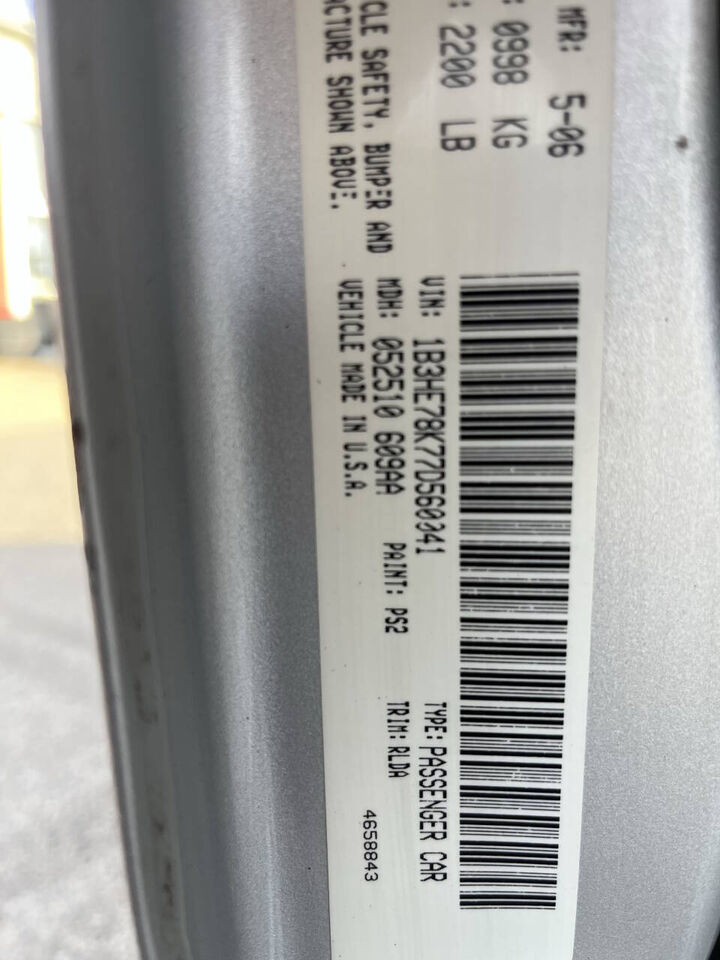 MFR: 5-06
: 0998 KG
: 2200 LB
CLE SAFETY, BUMPER AND
ACTURE SHOWN ABOVE.
VIN: 1B3HE78K77D560041
TYPE: PASSENGER CAR
MDH: 052510 609AA PAINT: PS2 TRIM: RLDA
VEHICLE MADE IN U.S.A.
4658843